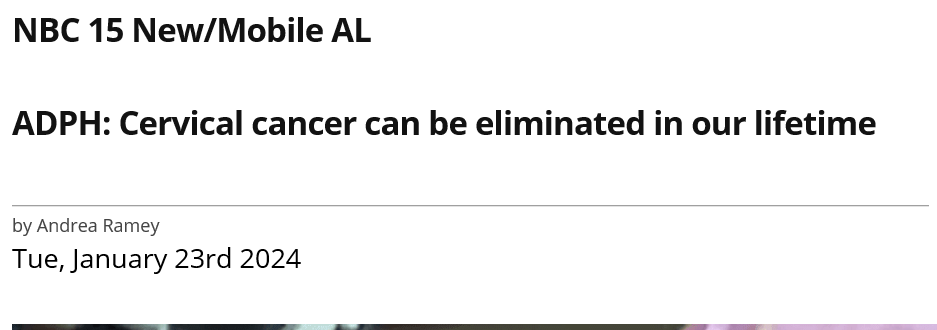 NBC 15 New/Mobile AL
ADPH: Cervical cancer can be eliminated in our lifetime
by Andrea Ramey
Tue, January 23rd 2024